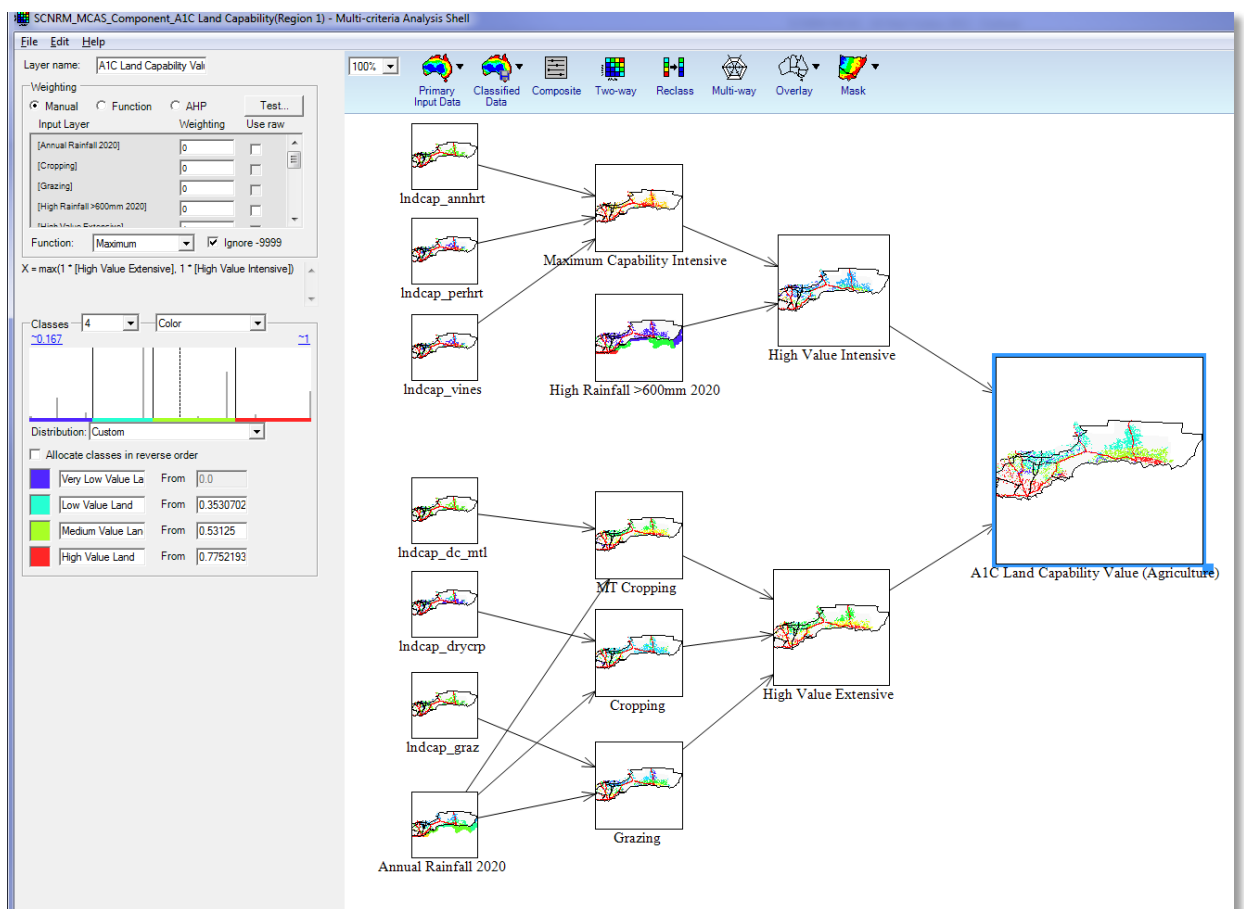 SCNRM_MCAS_Component_A1C Land Capability(Region 1) - Multi-criteria Analysis Shell
File Edit Help
Layer name: A1C Land Capability Val
Weighting
Manual Function AHP Test...
Input Layer Weighting Use raw
[Annual Rainfall 2020] 0
[Cropping] 0
[Grazing] 0
[High Rainfall >600mm 2020] 0
[High Value Extensive]
Function: Maximum Ignore -9999
X = max(1 * [High Value Extensive], 1 * [High Value Intensive])
Classes 4 Color
~0.167 ~1
Distribution: Custom
Allocate classes in reverse order
Very Low Value La From 0.0
Low Value Land From 0.3530702
Medium Value Lan From 0.53125
High Value Land From 0.7752193
100%
Primary Input Data
Classified Data
Composite
Two-way
Reclass
Multi-way
Overlay
Mask
lndcap_annhrt
lndcap_perhrt
lndcap_vines
Maximum Capability Intensive
High Rainfall >600mm 2020
High Value Intensive
lndcap_dc_mtl
lndcap_drycrp
lndcap_graz
Annual Rainfall 2020
MT Cropping
Cropping
Grazing
High Value Extensive
A1C Land Capability Value (Agriculture)